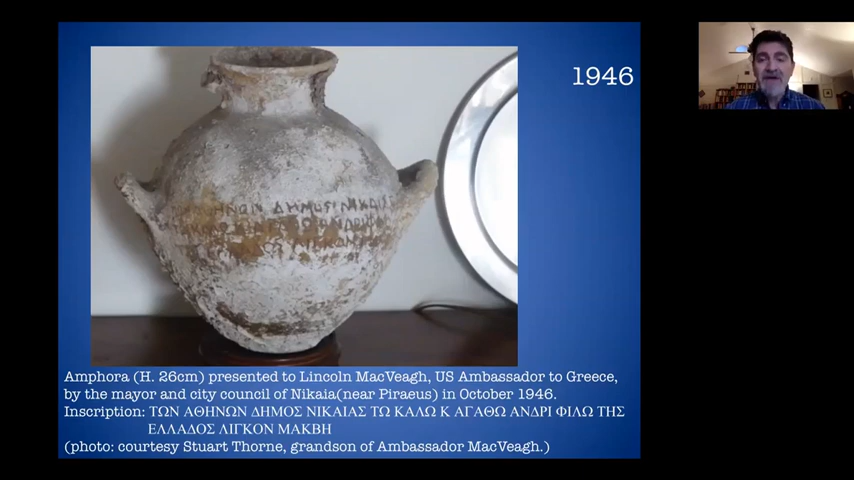 1946
ΔΗΜΟΣ ΝΙΚΑΙΑΣ
Amphora (H. 26cm) presented to Lincoln MacVeagh, US Ambassador to Greece,
by the mayor and city council of Nikaia(near Piraeus) in October 1946.
Inscription: ΤΩΝ ΑΘΗΝΩΝ ΔΗΜΟΣ ΝΙΚΑΙΑΣ ΤΩ ΚΑΛΩ Κ ΑΓΑΘΩ ΑΝΔΡΙ ΦΙΛΩ ΤΗΣ
ΕΛΛΑΔΟΣ ΛΙΓΚΟΝ ΜΑΚΒΗ
(photo: courtesy Stuart Thorne, grandson of Ambassador MacVeagh.)